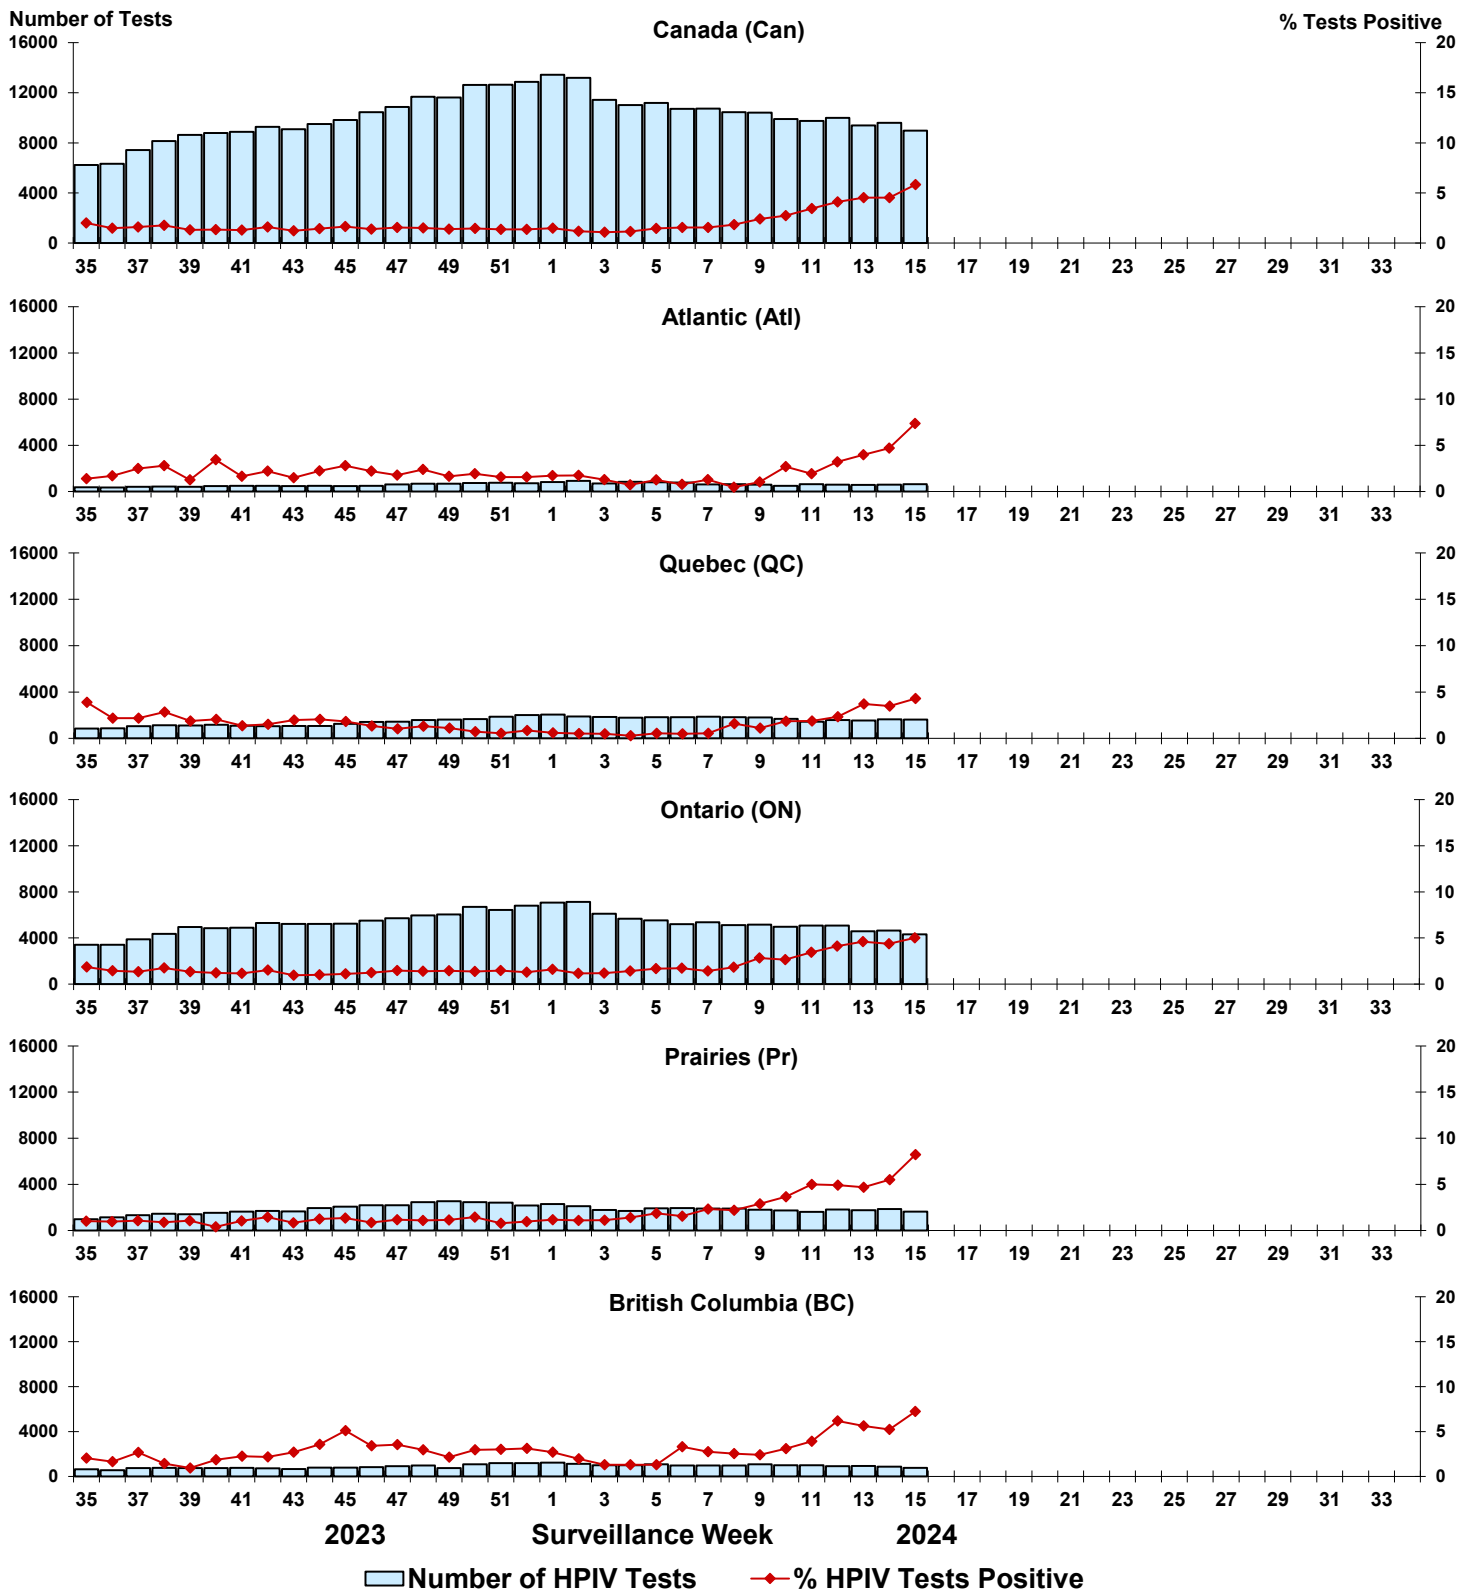 Number of Tests
% Tests Positive
Canada (Can)
16000 12000 8000 4000 0
20 15 10 5 0
35 37 39 41 43 45 47 49 51 1 3 5 7 9 11 13 15 17 19 21 23 25 27 29 31 33
Atlantic (Atl)
16000 12000 8000 4000 0
20 15 10 5 0
35 37 39 41 43 45 47 49 51 1 3 5 7 9 11 13 15 17 19 21 23 25 27 29 31 33
Quebec (QC)
16000 12000 8000 4000 0
20 15 10 5 0
35 37 39 41 43 45 47 49 51 1 3 5 7 9 11 13 15 17 19 21 23 25 27 29 31 33
Ontario (ON)
16000 12000 8000 4000 0
20 15 10 5 0
35 37 39 41 43 45 47 49 51 1 3 5 7 9 11 13 15 17 19 21 23 25 27 29 31 33
Prairies (Pr)
16000 12000 8000 4000 0
20 15 10 5 0
35 37 39 41 43 45 47 49 51 1 3 5 7 9 11 13 15 17 19 21 23 25 27 29 31 33
British Columbia (BC)
16000 12000 8000 4000 0
20 15 10 5 0
35 37 39 41 43 45 47 49 51 1 3 5 7 9 11 13 15 17 19 21 23 25 27 29 31 33
2023 Surveillance Week 2024
Number of HPIV Tests % HPIV Tests Positive